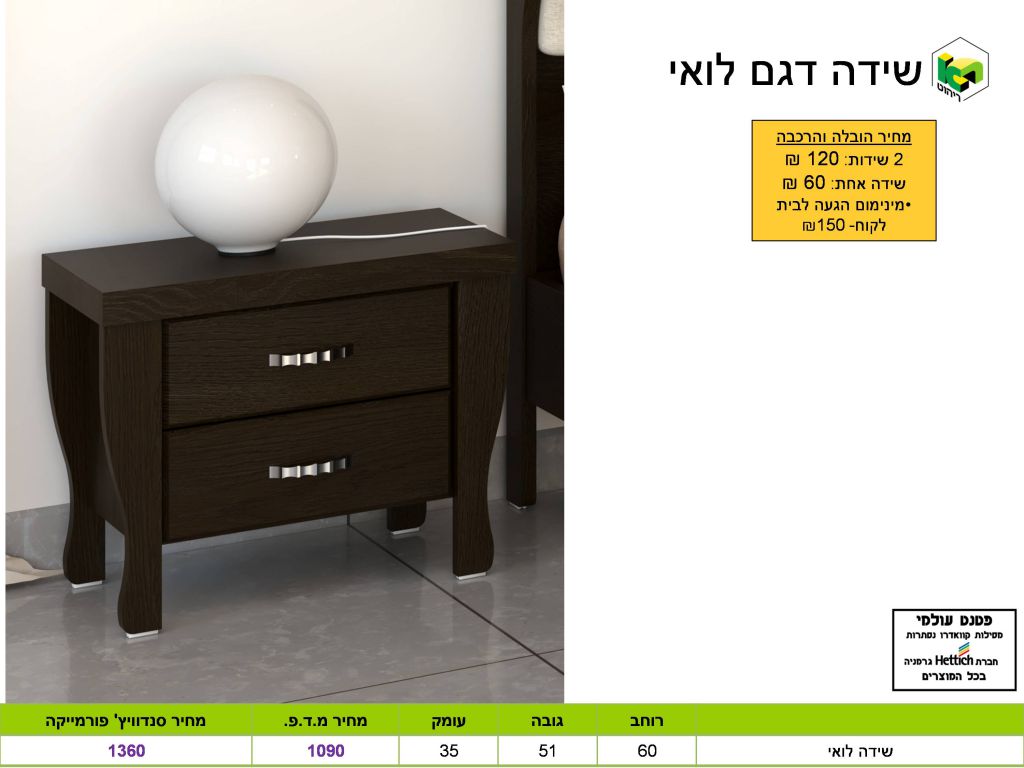 שידה דגם לואי
ריהוט
מחיר הובלה והרכבה
2 שידות: 120 ₪
שידה אחת: 60 ₪
•מינימום הגעה לבית
לקוח- 150₪
פטנט עולמי
מסילות קוואדרו נסתרות
חברת Hettich גרמניה
בכל המוצרים
רוחב גובה עומק מחיר מ.ד.פ. מחיר סנדוויץ' פורמייקה
שידה לואי 60 51 35 1090 1360